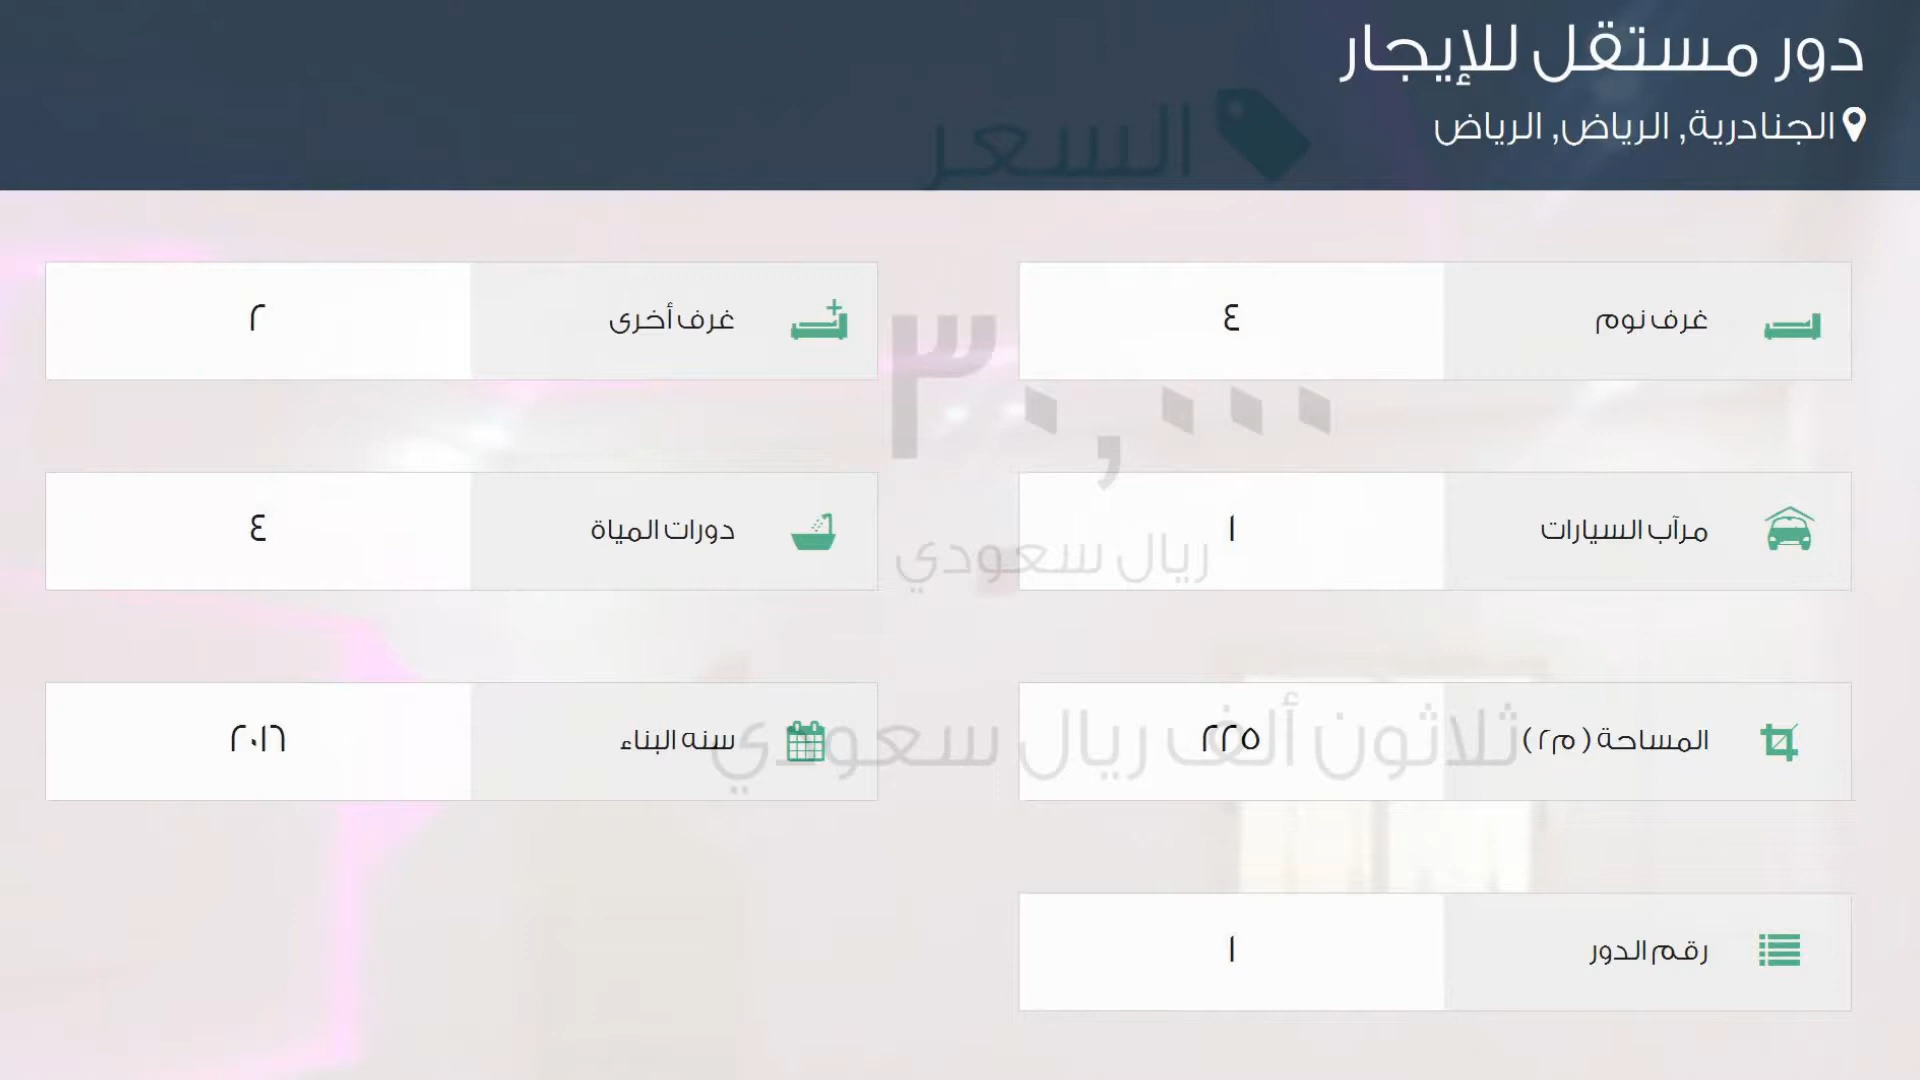 دور مستقل للإيجار
الجنادرية, الرياض, الرياض
السعر
٣٠,٠٠٠
ريال سعودي
ثلاثون ألف ريال سعودي
غرف نوم
٤
غرف أخرى
٢
مرآب السيارات
١
دورات المياة
٤
المساحة ( م٢ )
٢٢٥
سنه البناء
٢٠١٦
رقم الدور
١